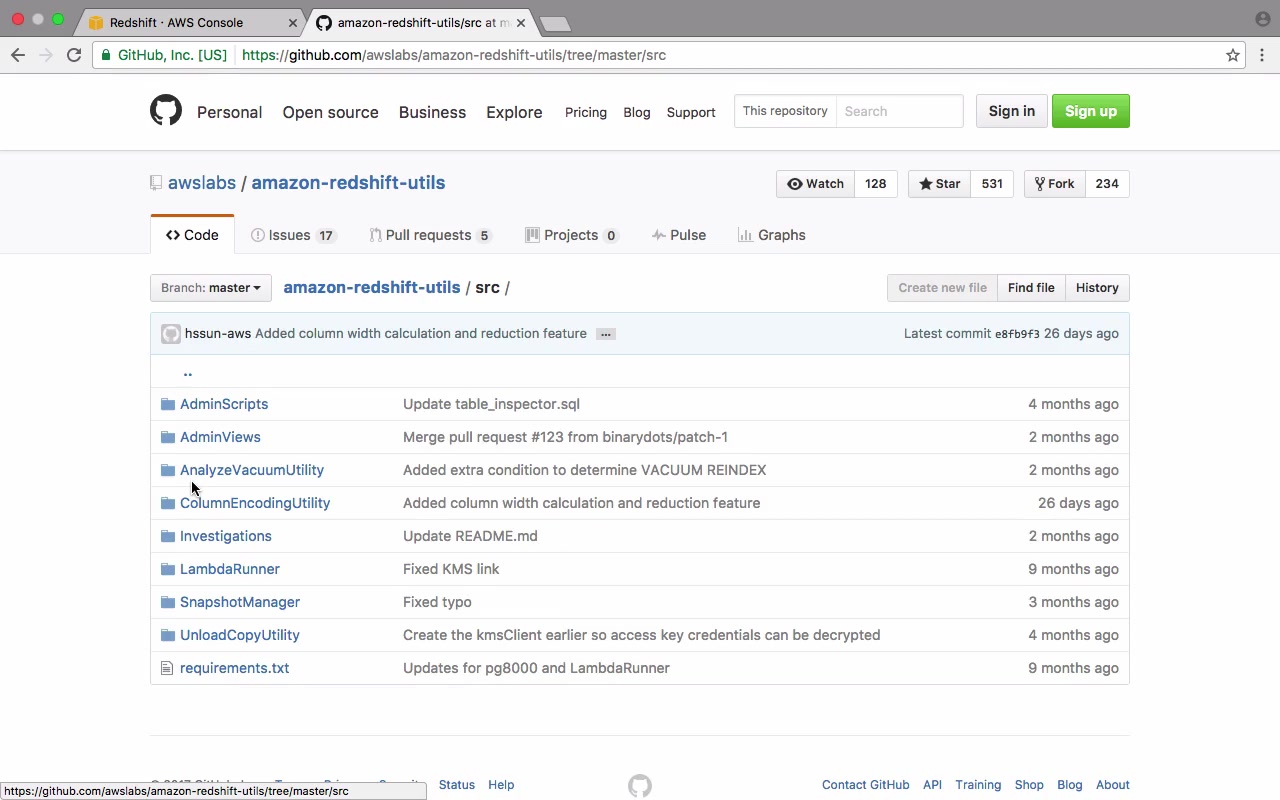 Redshift · AWS Console
amazon-redshift-utils/src at m
GitHub, Inc. [US] https://github.com/awslabs/amazon-redshift-utils/tree/master/src
Personal Open source Business Explore Pricing Blog Support This repository Search Sign in Sign up
awslabs / amazon-redshift-utils Watch 128 Star 531 Fork 234
Code Issues 17 Pull requests 5 Projects 0 Pulse Graphs
Branch: master amazon-redshift-utils / src / Create new file Find file History
hssun-aws Added column width calculation and reduction feature ... Latest commit e8fb9f3 26 days ago
..
AdminScripts Update table_inspector.sql 4 months ago
AdminViews Merge pull request #123 from binarydots/patch-1 2 months ago
AnalyzeVacuumUtility Added extra condition to determine VACUUM REINDEX 2 months ago
ColumnEncodingUtility Added column width calculation and reduction feature 26 days ago
Investigations Update README.md 2 months ago
LambdaRunner Fixed KMS link 9 months ago
SnapshotManager Fixed typo 3 months ago
UnloadCopyUtility Create the kmsClient earlier so access key credentials can be decrypted 4 months ago
requirements.txt Updates for pg8000 and LambdaRunner 9 months ago
Status Help Contact GitHub API Training Shop Blog About
https://github.com/awslabs/amazon-redshift-utils/tree/master/src